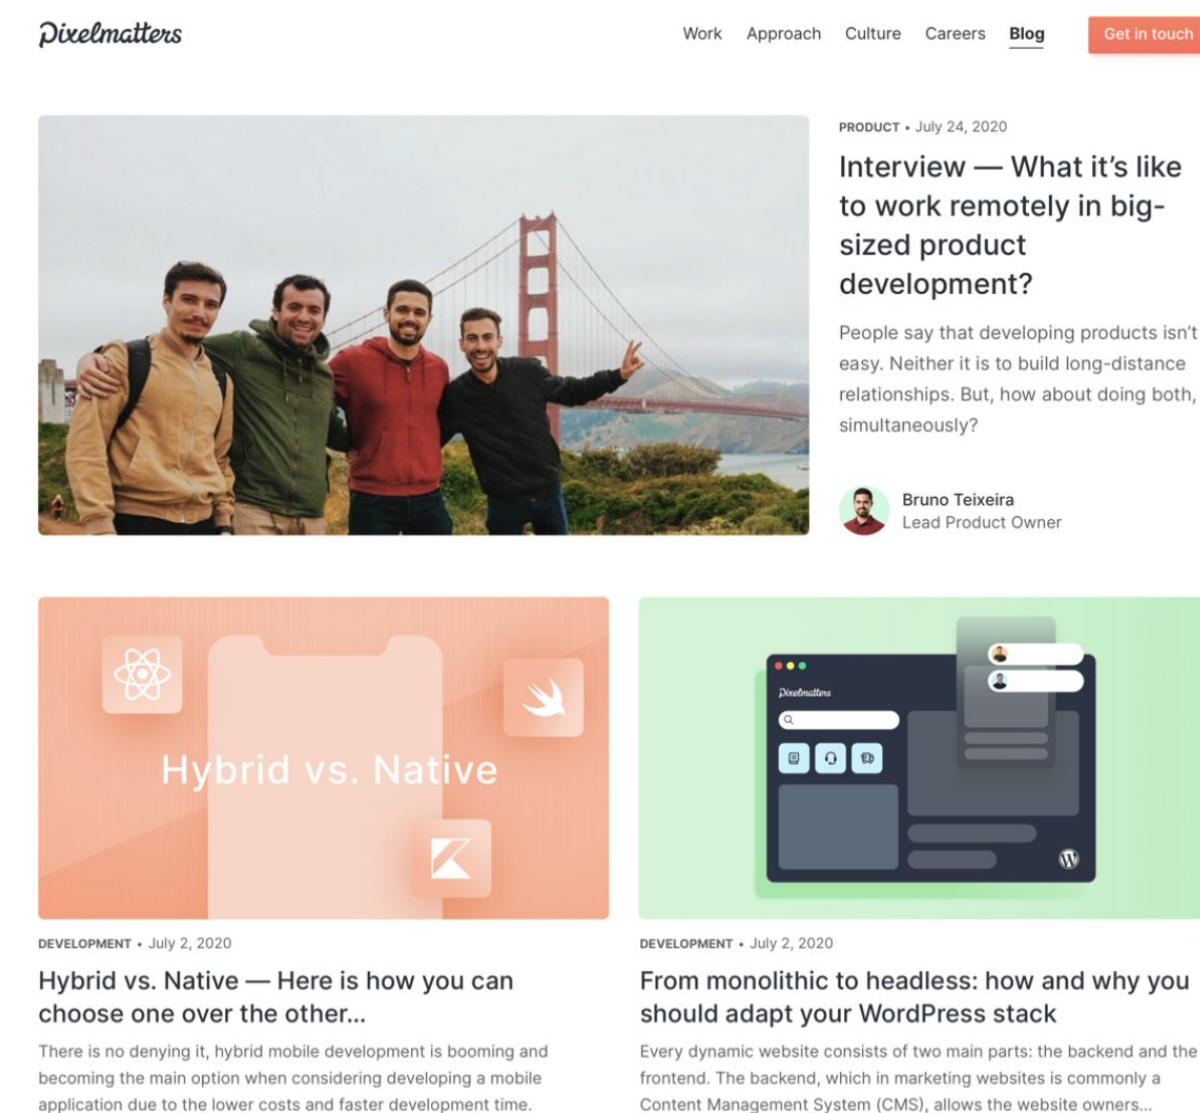 Pixelmatters
Work Approach Culture Careers Blog Get in touch
PRODUCT • July 24, 2020
Interview — What it’s like
to work remotely in big-
sized product
development?
People say that developing products isn’t
easy. Neither it is to build long-distance
relationships. But, how about doing both,
simultaneously?
Bruno Teixeira
Lead Product Owner
Hybrid vs. Native
DEVELOPMENT • July 2, 2020
Hybrid vs. Native — Here is how you can
choose one over the other...
There is no denying it, hybrid mobile development is booming and
becoming the main option when considering developing a mobile
application due to the lower costs and faster development time.
Pixelmatters
DEVELOPMENT • July 2, 2020
From monolithic to headless: how and why you
should adapt your WordPress stack
Every dynamic website consists of two main parts: the backend and the
frontend. The backend, which in marketing websites is commonly a
Content Management System (CMS), allows the website owners...